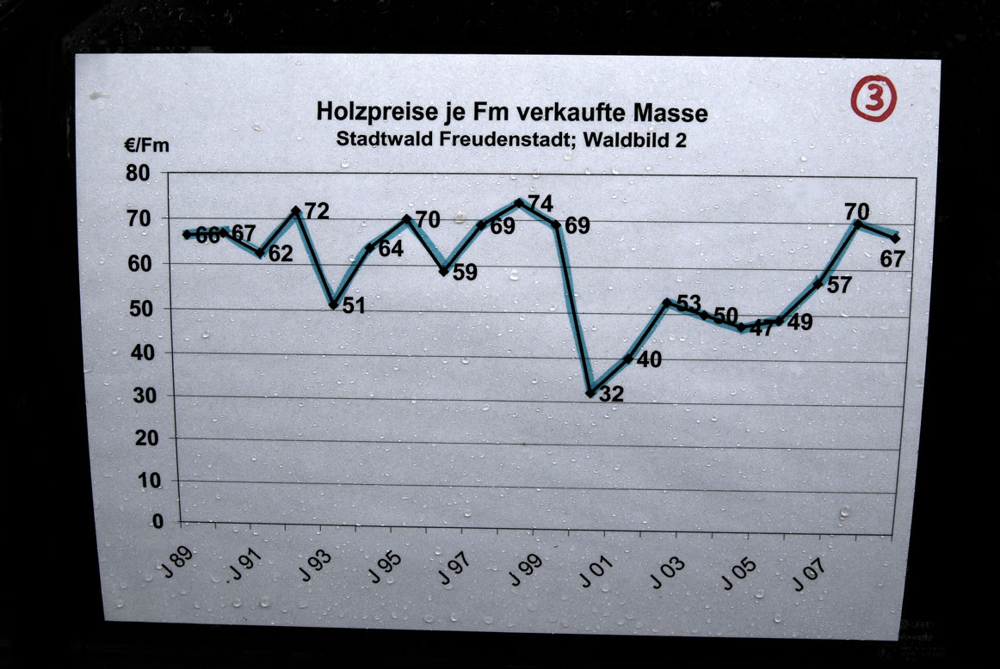 3
Holzpreise je Fm verkaufte Masse
Stadtwald Freudenstadt; Waldbild 2
€/Fm
80
70
60
50
40
30
20
10
0
66
67
62
72
51
64
70
59
69
74
69
32
40
53
50
47
49
57
70
67
J 89
J 91
J 93
J 95
J 97
J 99
J 01
J 03
J 05
J 07